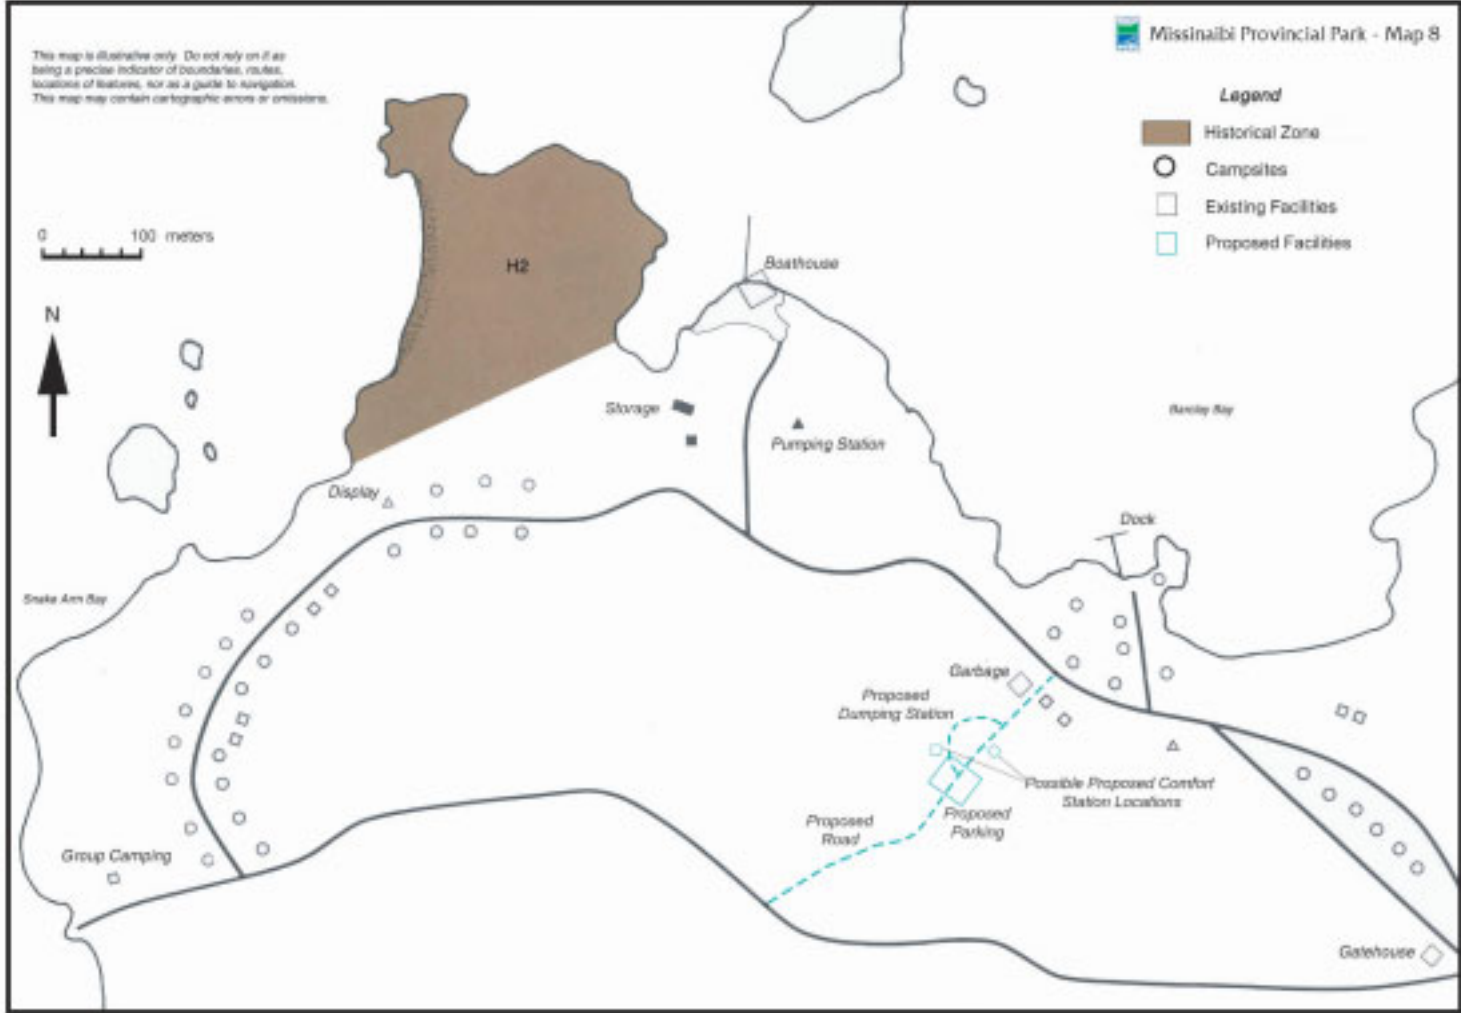 This map is illustrative only. Do not rely on it as
being a precise indicator of boundaries, routes,
locations of features, nor as a guide to navigation.
This map may contain cartographic errors or omissions.
Missinaibi Provincial Park - Map 8
Legend
Historical Zone
Campsites
Existing Facilities
Proposed Facilities
0 100 meters
N
H2
Boathouse
Storage
Pumping Station
Barclay Bay
Display
Dock
Snake Arm Bay
Garbage
Proposed
Dumping Station
Possible Proposed Comfort
Station Locations
Proposed
Parking
Proposed
Road
Group Camping
Gatehouse